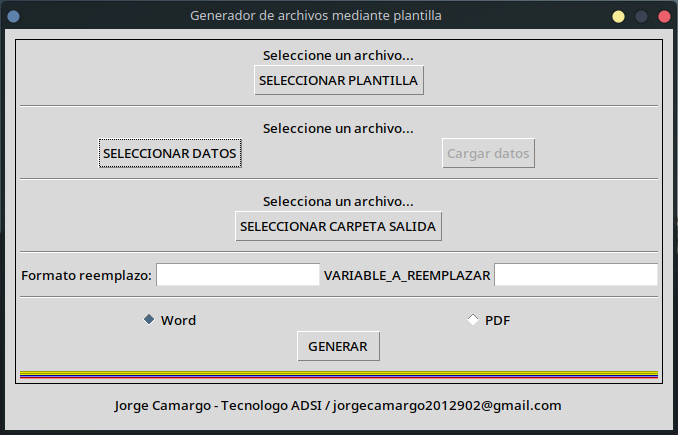 Generador de archivos mediante plantilla
Seleccione un archivo...
SELECCIONAR PLANTILLA
Seleccione un archivo...
SELECCIONAR DATOS Cargar datos
Selecciona un archivo...
SELECCIONAR CARPETA SALIDA
Formato reemplazo: VARIABLE_A_REEMPLAZAR
Word PDF
GENERAR
Jorge Camargo - Tecnologo ADSI / jorgecamargo2012902@gmail.com